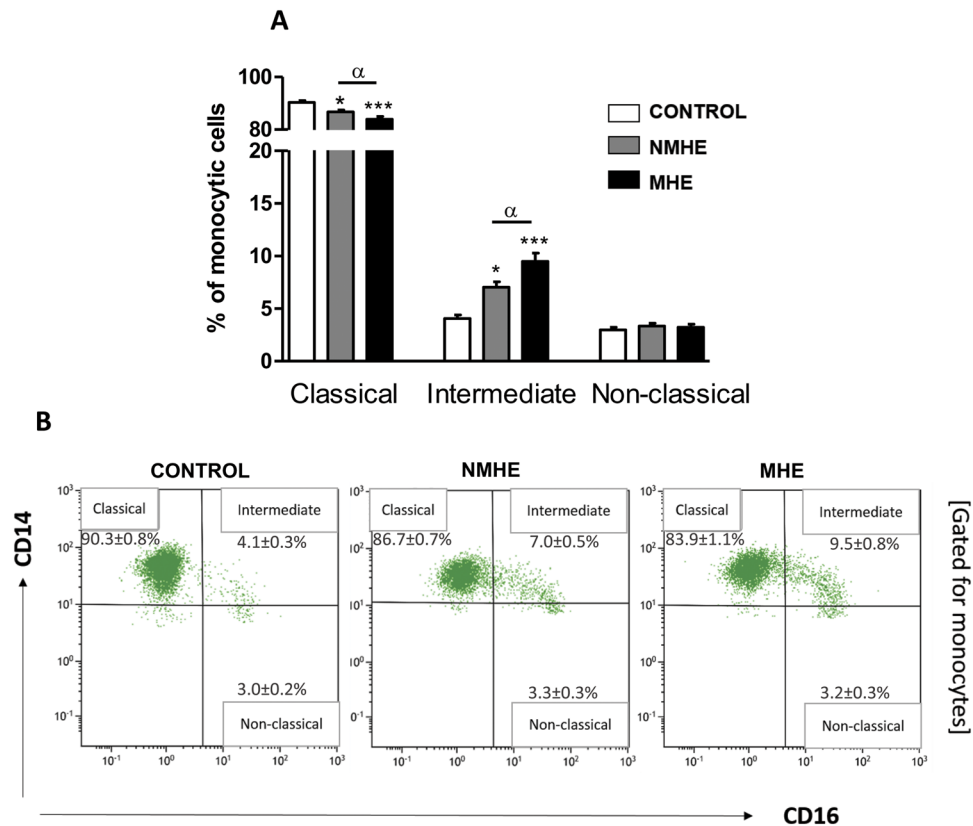 A
% of monocytic cells
100
80
20
15
10
5
0
α
*
***
α
*
***
CONTROL
NMHE
MHE
Classical
Intermediate
Non-classical
B
CONTROL
NMHE
MHE
CD14
10³
10²
10¹
10⁰
10⁻¹
Classical
Intermediate
90.3±0.8%
4.1±0.3%
3.0±0.2%
Non-classical
10⁻¹
10⁰
10¹
10²
10³
10³
10²
10¹
10⁰
10⁻¹
Classical
Intermediate
86.7±0.7%
7.0±0.5%
3.3±0.3%
Non-classical
10⁻¹
10⁰
10¹
10²
10³
10³
10²
10¹
10⁰
10⁻¹
Classical
Intermediate
83.9±1.1%
9.5±0.8%
3.2±0.3%
Non-classical
10⁻¹
10⁰
10¹
10²
10³
[Gated for monocytes]
CD16